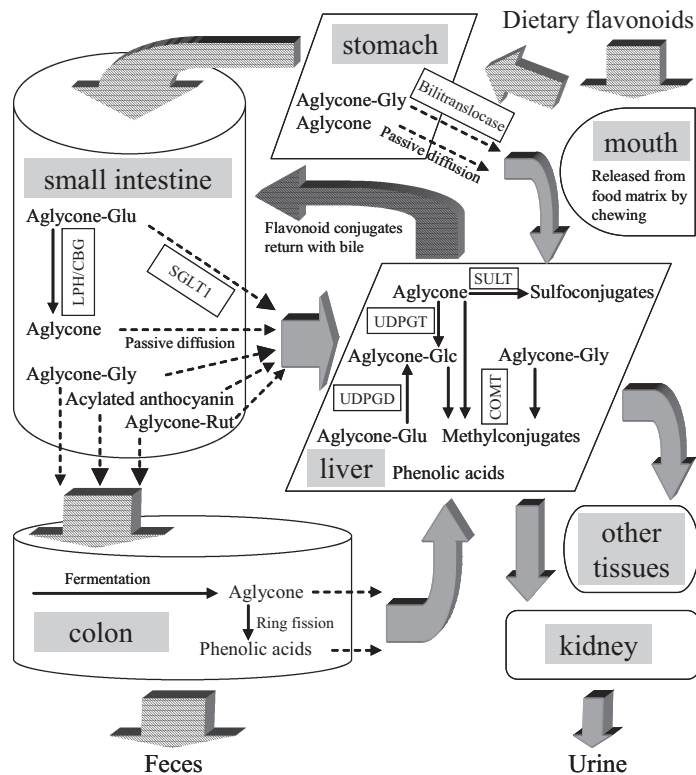 Dietary flavonoids
stomach
Aglycone-Gly
Aglycone
Bilitranslocase
Passive diffusion
mouth
Released from
food matrix by
chewing
small intestine
Aglycone-Glu
LPH/CBG
SGLT1
Aglycone
Passive diffusion
Aglycone-Gly
Acylated anthocyanin
Aglycone-Rut
Flavonoid conjugates
return with bile
SULT
Aglycone
Sulfoconjugates
UDPGT
Aglycone-Glc
Aglycone-Gly
UDPGD
COMT
Aglycone-Glu
Methylconjugates
liver
Phenolic acids
other
tissues
Fermentation
Aglycone
Ring fission
colon
Phenolic acids
kidney
Feces
Urine